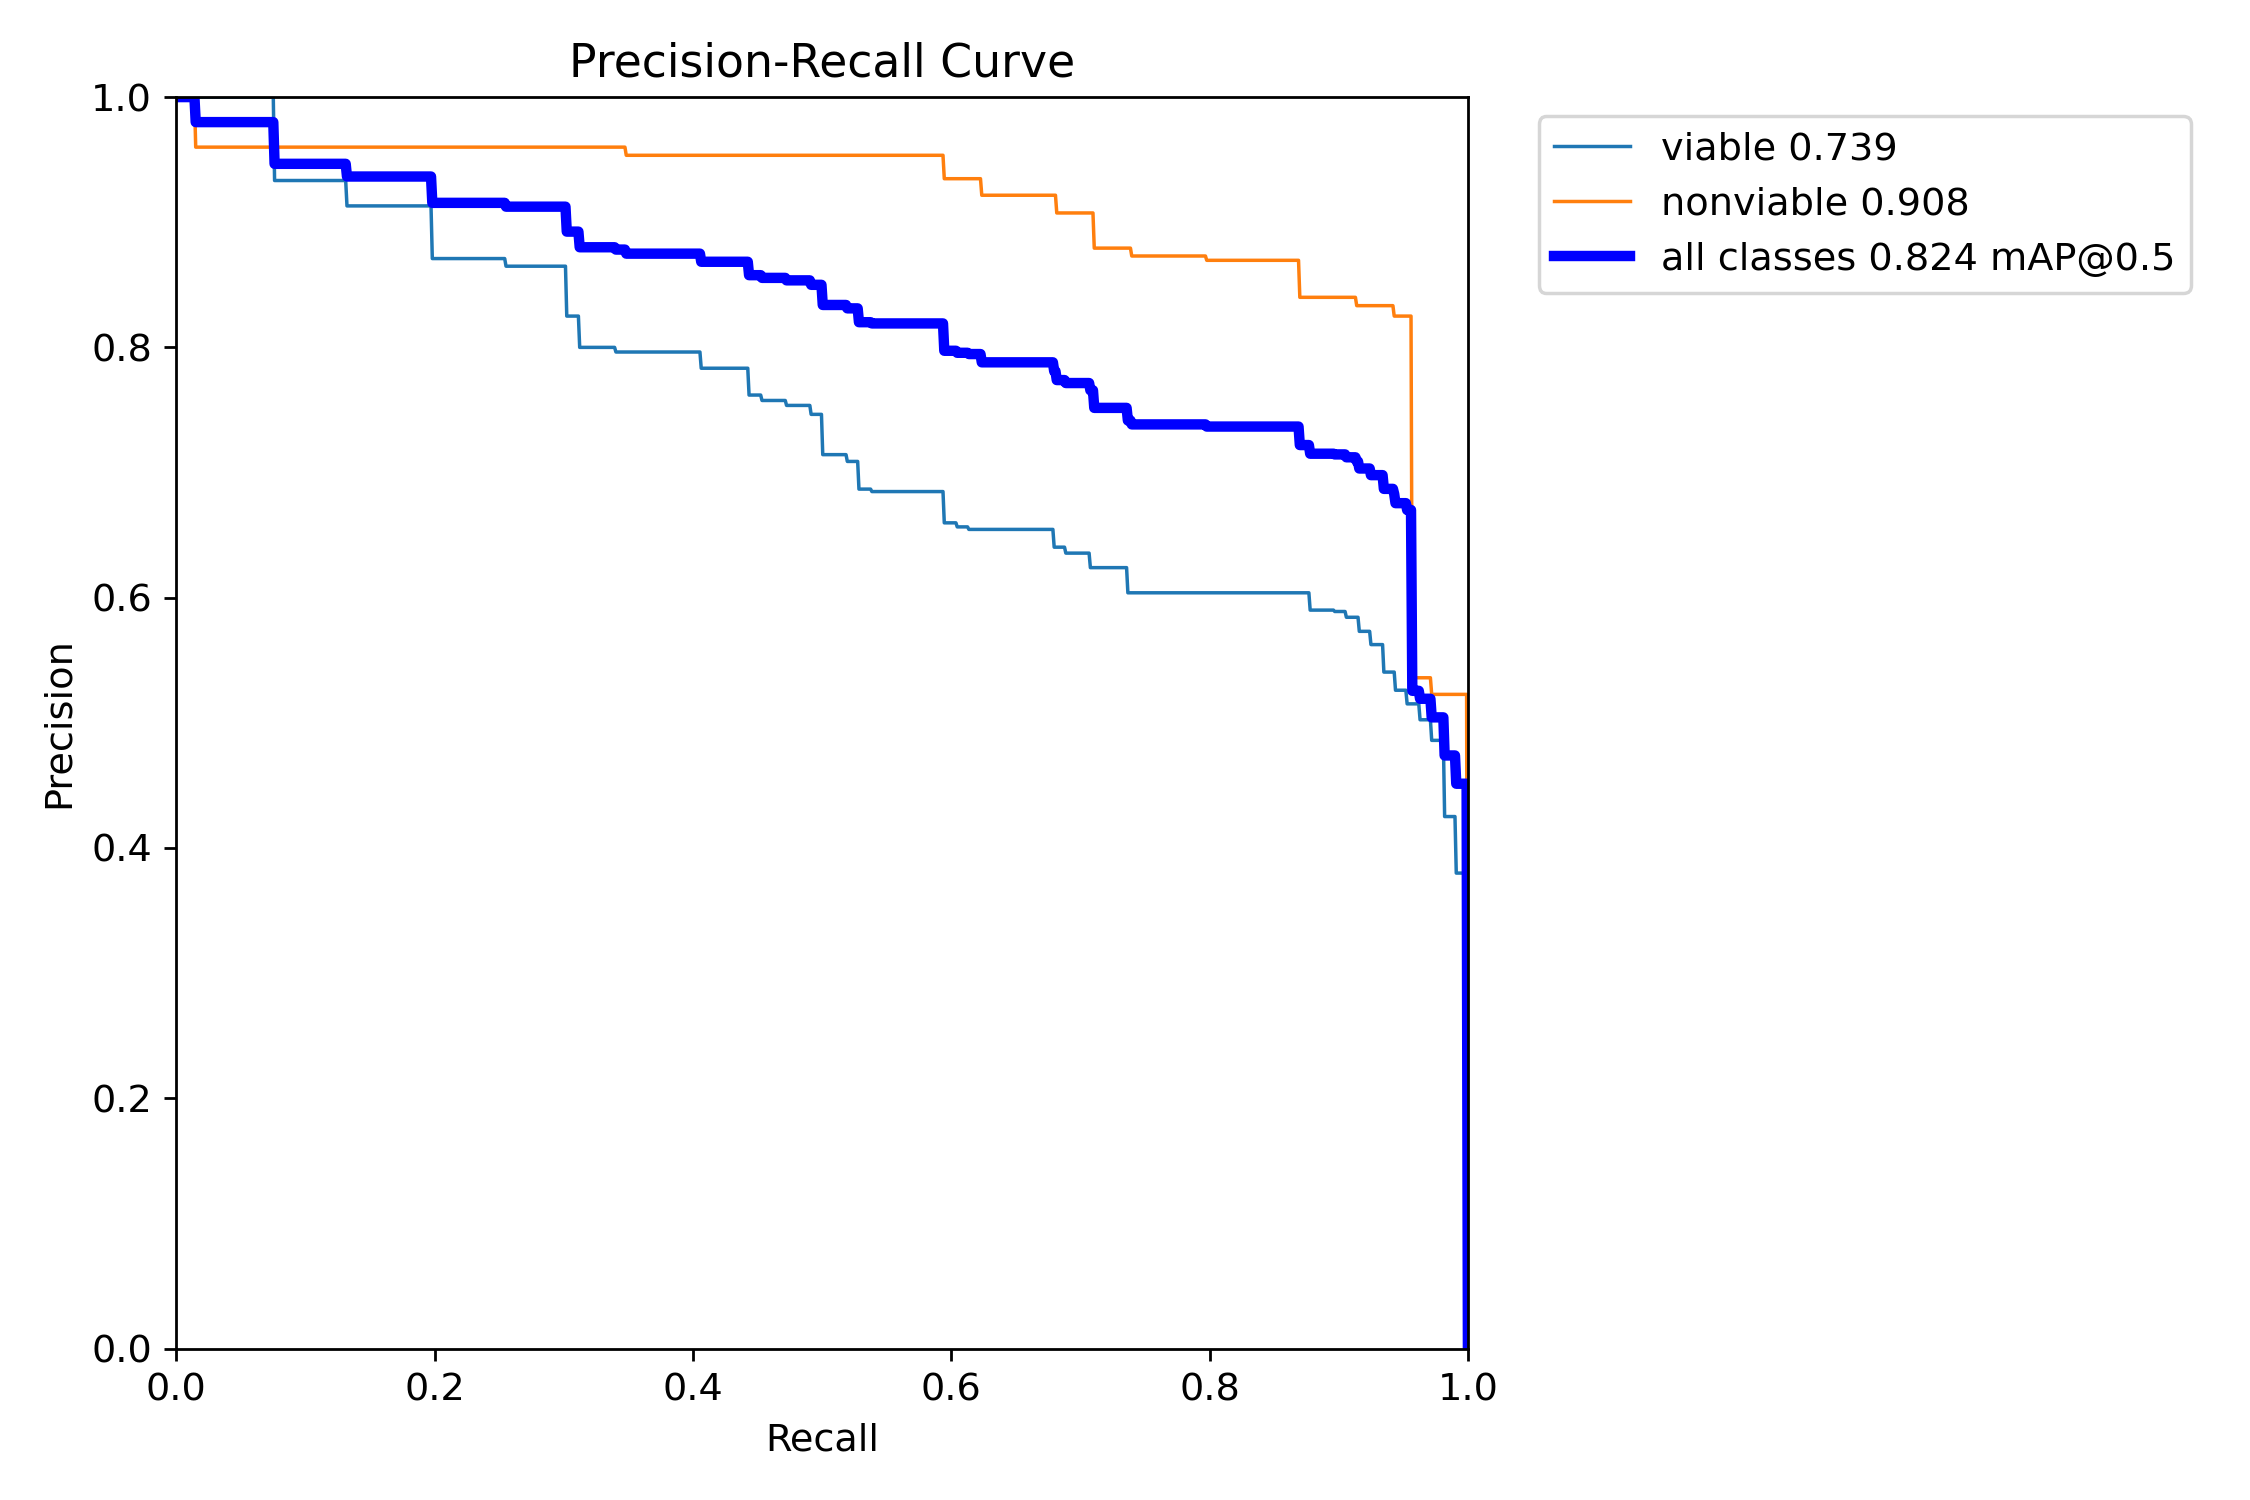 Precision-Recall Curve
1.0
0.8
0.6
0.4
0.2
0.0
Precision
0.0 0.2 0.4 0.6 0.8 1.0
Recall
viable 0.739
nonviable 0.908
all classes 0.824 mAP@0.5